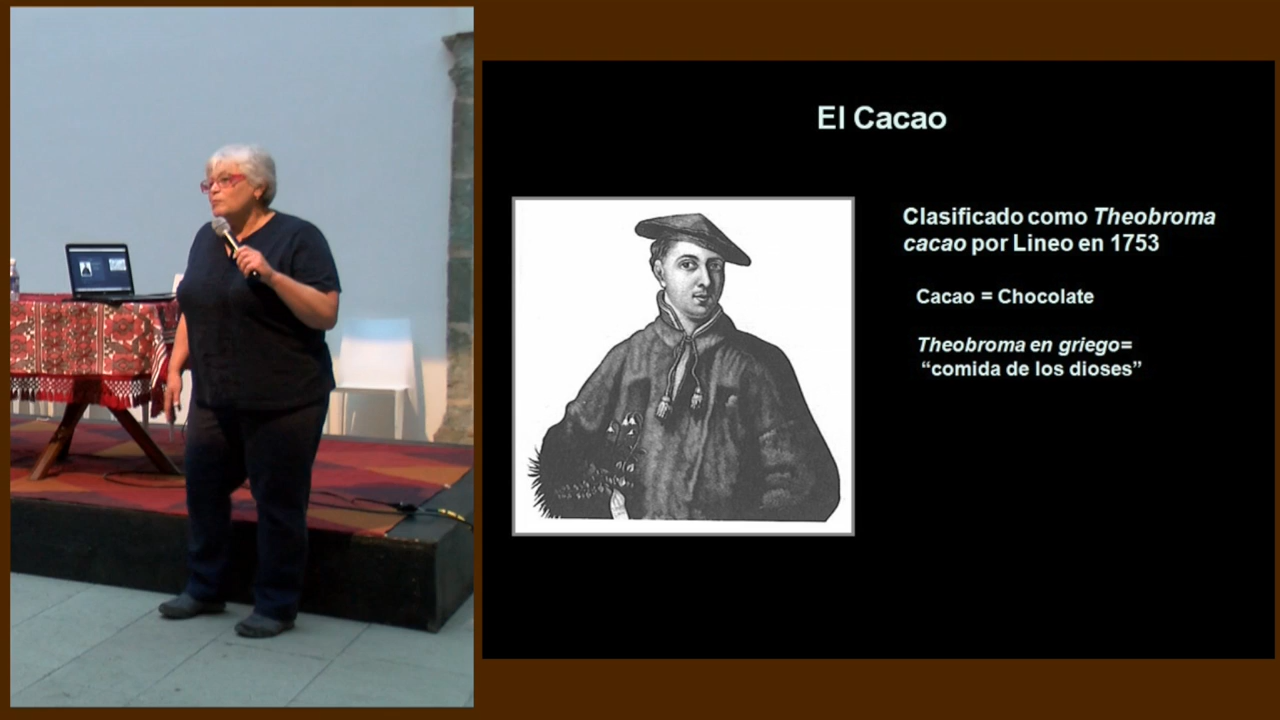 El Cacao
Clasificado como Theobroma
cacao por Lineo en 1753
Cacao = Chocolate
Theobroma en griego=
“comida de los dioses”